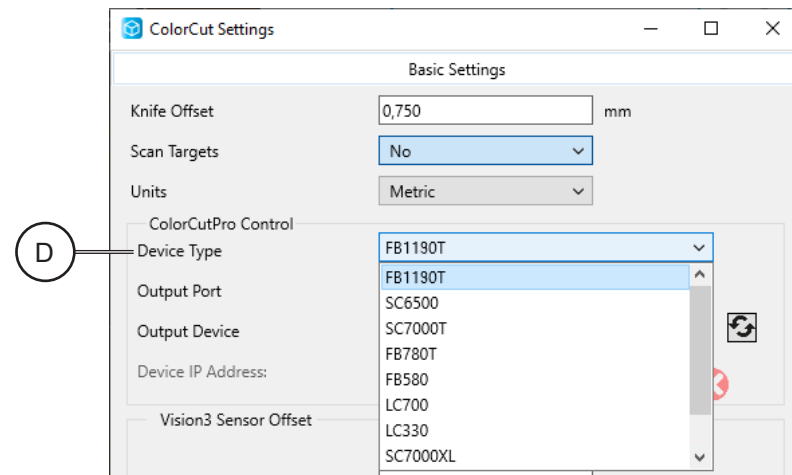 ColorCut Settings
Basic Settings
Knife Offset 0,750 mm
Scan Targets No
Units Metric
ColorCutPro Control
D Device Type FB1190T
FB1190T
Output Port
SC6500
SC7000T
Output Device
FB780T
Device IP Address:
FB580
LC700
Vision3 Sensor Offset
LC330
SC7000XL